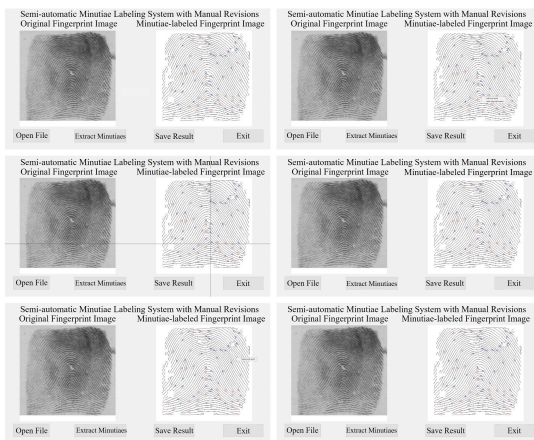 Semi-automatic Minutiae Labeling System with Manual Revisions
Original Fingerprint Image Minutiae-labeled Fingerprint Image
Open File Extract Minutiaes Save Result Exit
Semi-automatic Minutiae Labeling System with Manual Revisions
Original Fingerprint Image Minutiae-labeled Fingerprint Image
Open File Extract Minutiaes Save Result Exit
Semi-automatic Minutiae Labeling System with Manual Revisions
Original Fingerprint Image Minutiae-labeled Fingerprint Image
Open File Extract Minutiaes Save Result Exit
Semi-automatic Minutiae Labeling System with Manual Revisions
Original Fingerprint Image Minutiae-labeled Fingerprint Image
Open File Extract Minutiaes Save Result Exit
Semi-automatic Minutiae Labeling System with Manual Revisions
Original Fingerprint Image Minutiae-labeled Fingerprint Image
Open File Extract Minutiaes Save Result Exit
Semi-automatic Minutiae Labeling System with Manual Revisions
Original Fingerprint Image Minutiae-labeled Fingerprint Image
Open File Extract Minutiaes Save Result Exit